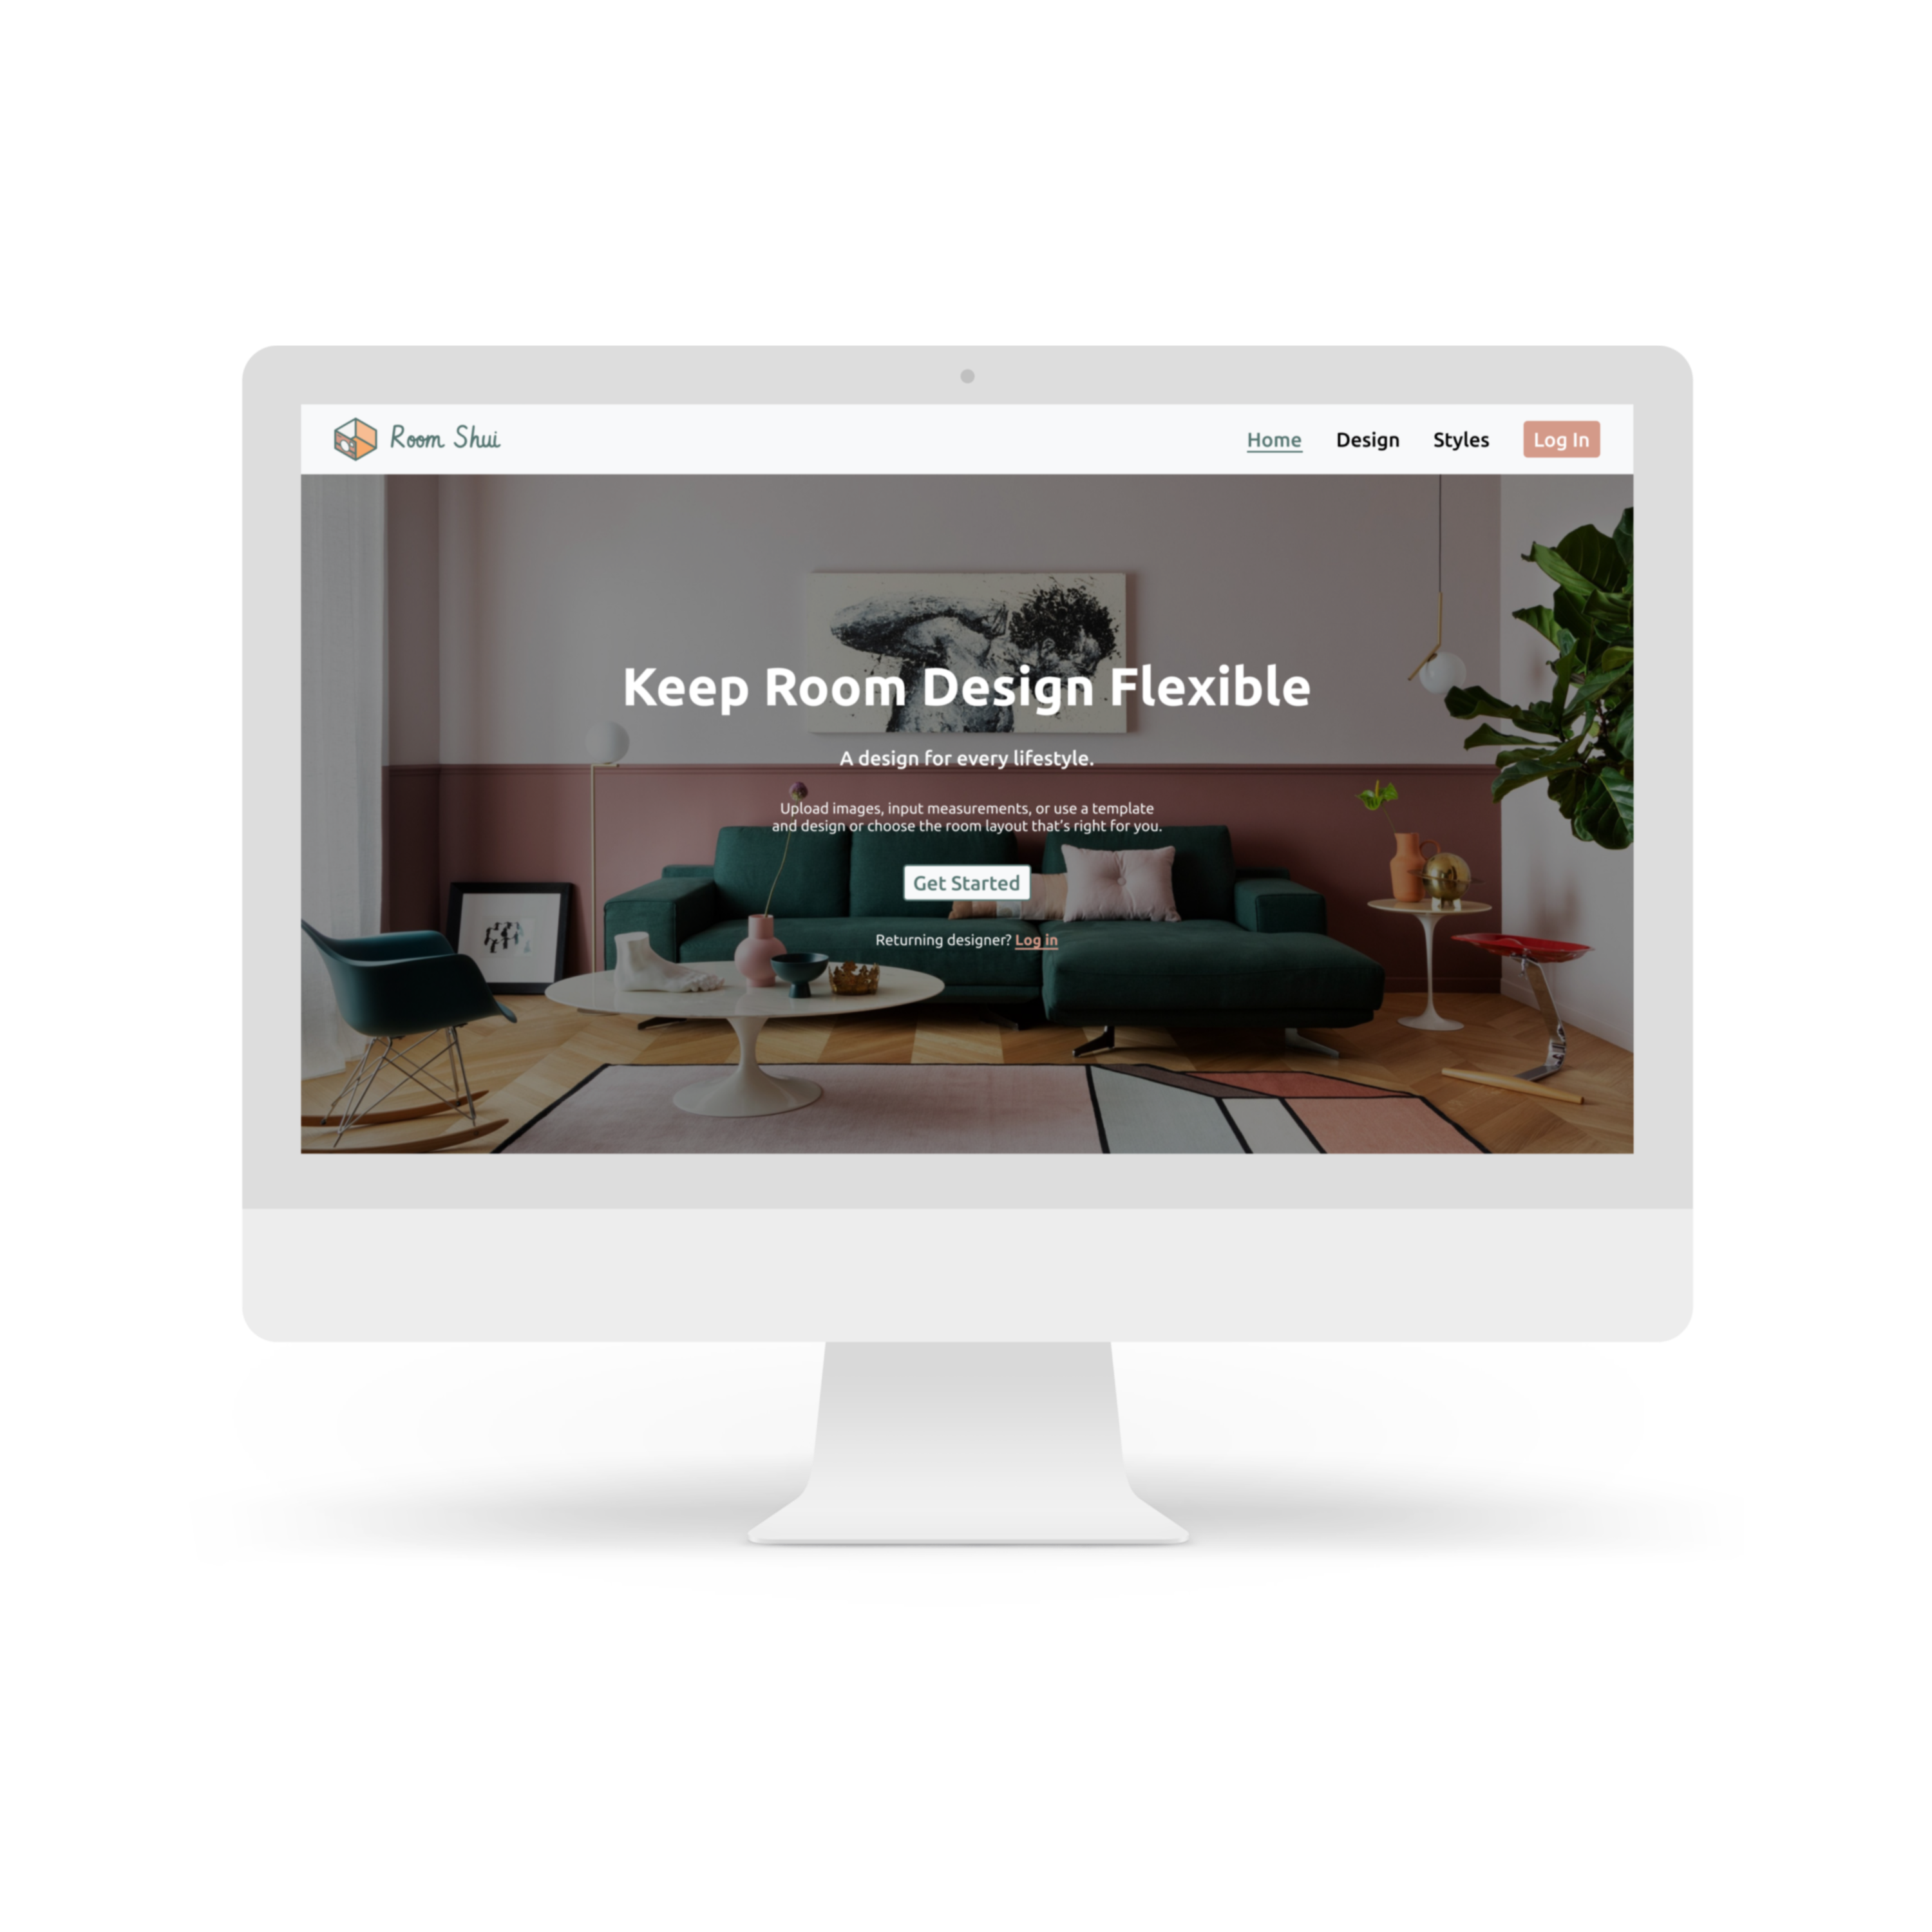 Room Shui
Home
Design
Styles
Log In
Keep Room Design Flexible
A design for every lifestyle.
Upload images, input measurements, or use a template
and design or choose the room layout that's right for you.
Get Started
Returning designer? Log in